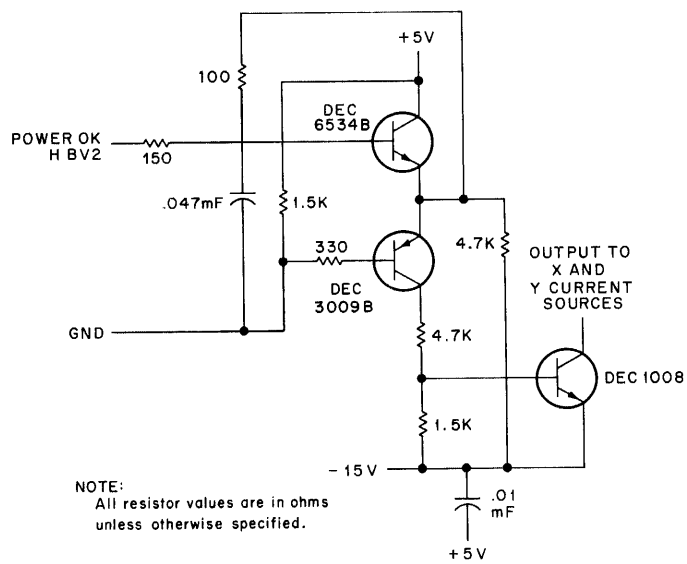 +5V
100
DEC
6534B
POWER OK
H BV2
150
.047mF
1.5K
330
4.7K
OUTPUT TO
X AND
Y CURRENT
SOURCES
DEC
3009B
GND
4.7K
DEC 1008
1.5K
-15V
.01
mF
+5V
NOTE:
All resistor values are in ohms
unless otherwise specified.